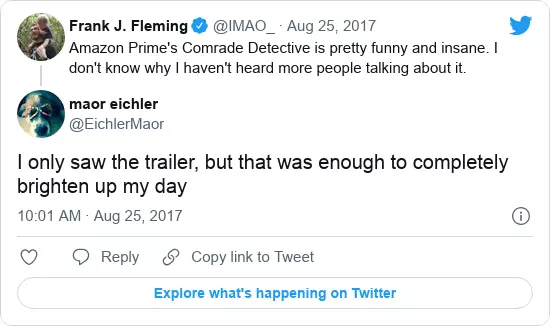 Frank J. Fleming @IMAO_ · Aug 25, 2017
Amazon Prime's Comrade Detective is pretty funny and insane. I
don't know why I haven't heard more people talking about it.
maor eichler
@EichlerMaor
I only saw the trailer, but that was enough to completely
brighten up my day
10:01 AM · Aug 25, 2017
Reply Copy link to Tweet
Explore what's happening on Twitter